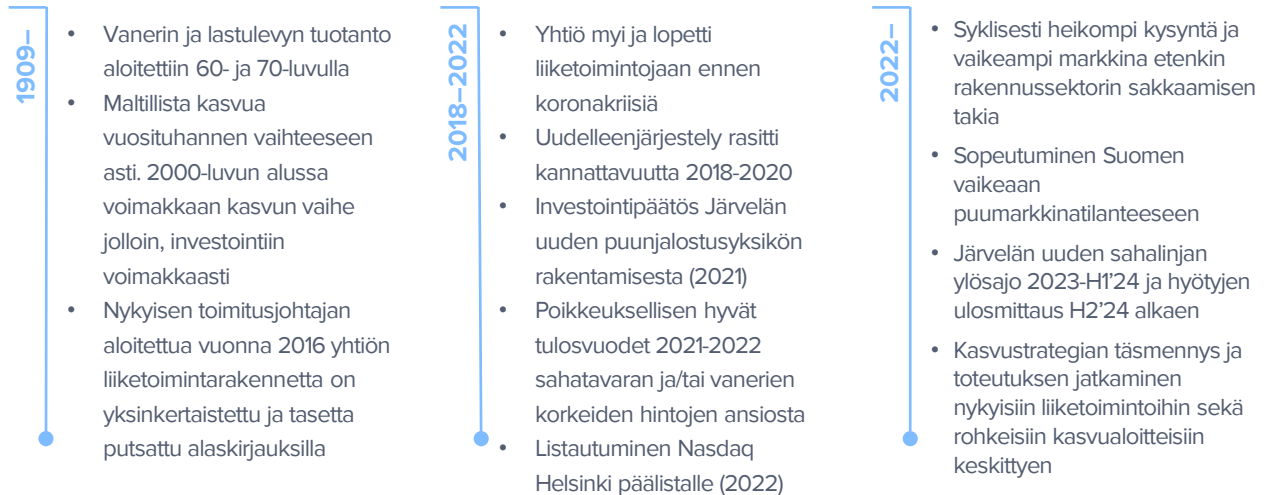 1909–
• Vanerin ja lastulevyn tuotanto
aloitettiin 60- ja 70-luvulla
• Maltillista kasvua
vuosituhannen vaihteeseen
asti. 2000-luvun alussa
voimakkaan kasvun vaihe
jolloin, investointiin
voimakkaasti
• Nykyisen toimitusjohtajan
aloitettua vuonna 2016 yhtiön
liiketoimintarakennetta on
yksinkertaistettu ja tasetta
putsattu alaskirjauksilla
2018–2022
• Yhtiö myi ja lopetti
liiketoimintojaan ennen
koronakriisiä
• Uudelleenjärjestely rasitti
kannattavuutta 2018-2020
• Investointipäätös Järvelän
uuden puunjalostusyksikön
rakentamisesta (2021)
• Poikkeuksellisen hyvät
tulosvuodet 2021-2022
sahatavaran ja/tai vanerien
korkeiden hintojen ansiosta
• Listautuminen Nasdaq
Helsinki päälistalle (2022)
2022–
• Syklisesti heikompi kysyntä ja
vaikeampi markkina etenkin
rakennussektorin sakkaamisen
takia
• Sopeutuminen Suomen
vaikeaan
puumarkkinatilanteeseen
• Järvelän uuden sahalinjan
ylösajo 2023-H1’24 ja hyötyjen
ulosmittaus H2’24 alkaen
• Kasvustrategian täsmennys ja
toteutuksen jatkaminen
nykyisiin liiketoimintoihin sekä
rohkeisiin kasvualoitteisiin
keskittyen